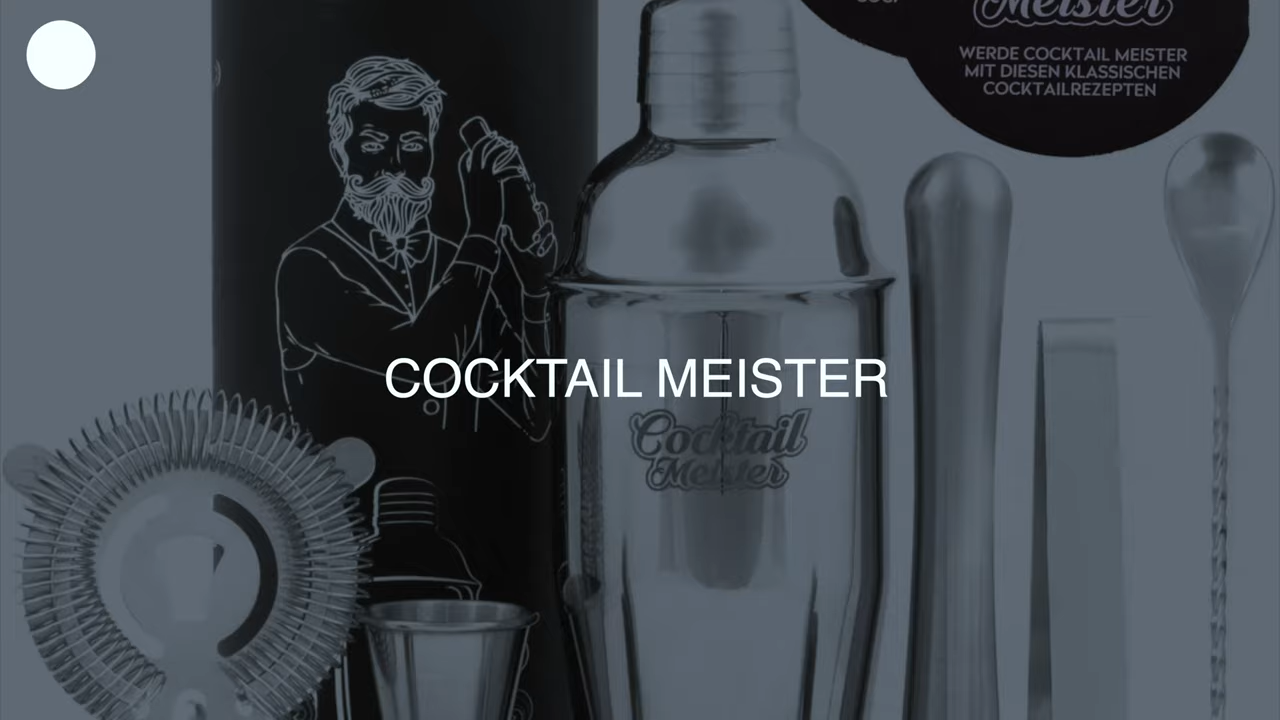 Meister
WERDE COCKTAIL MEISTER
MIT DIESEN KLASSISCHEN
COCKTAILREZEPTEN
COCKTAIL MEISTER
Cocktail
Meister